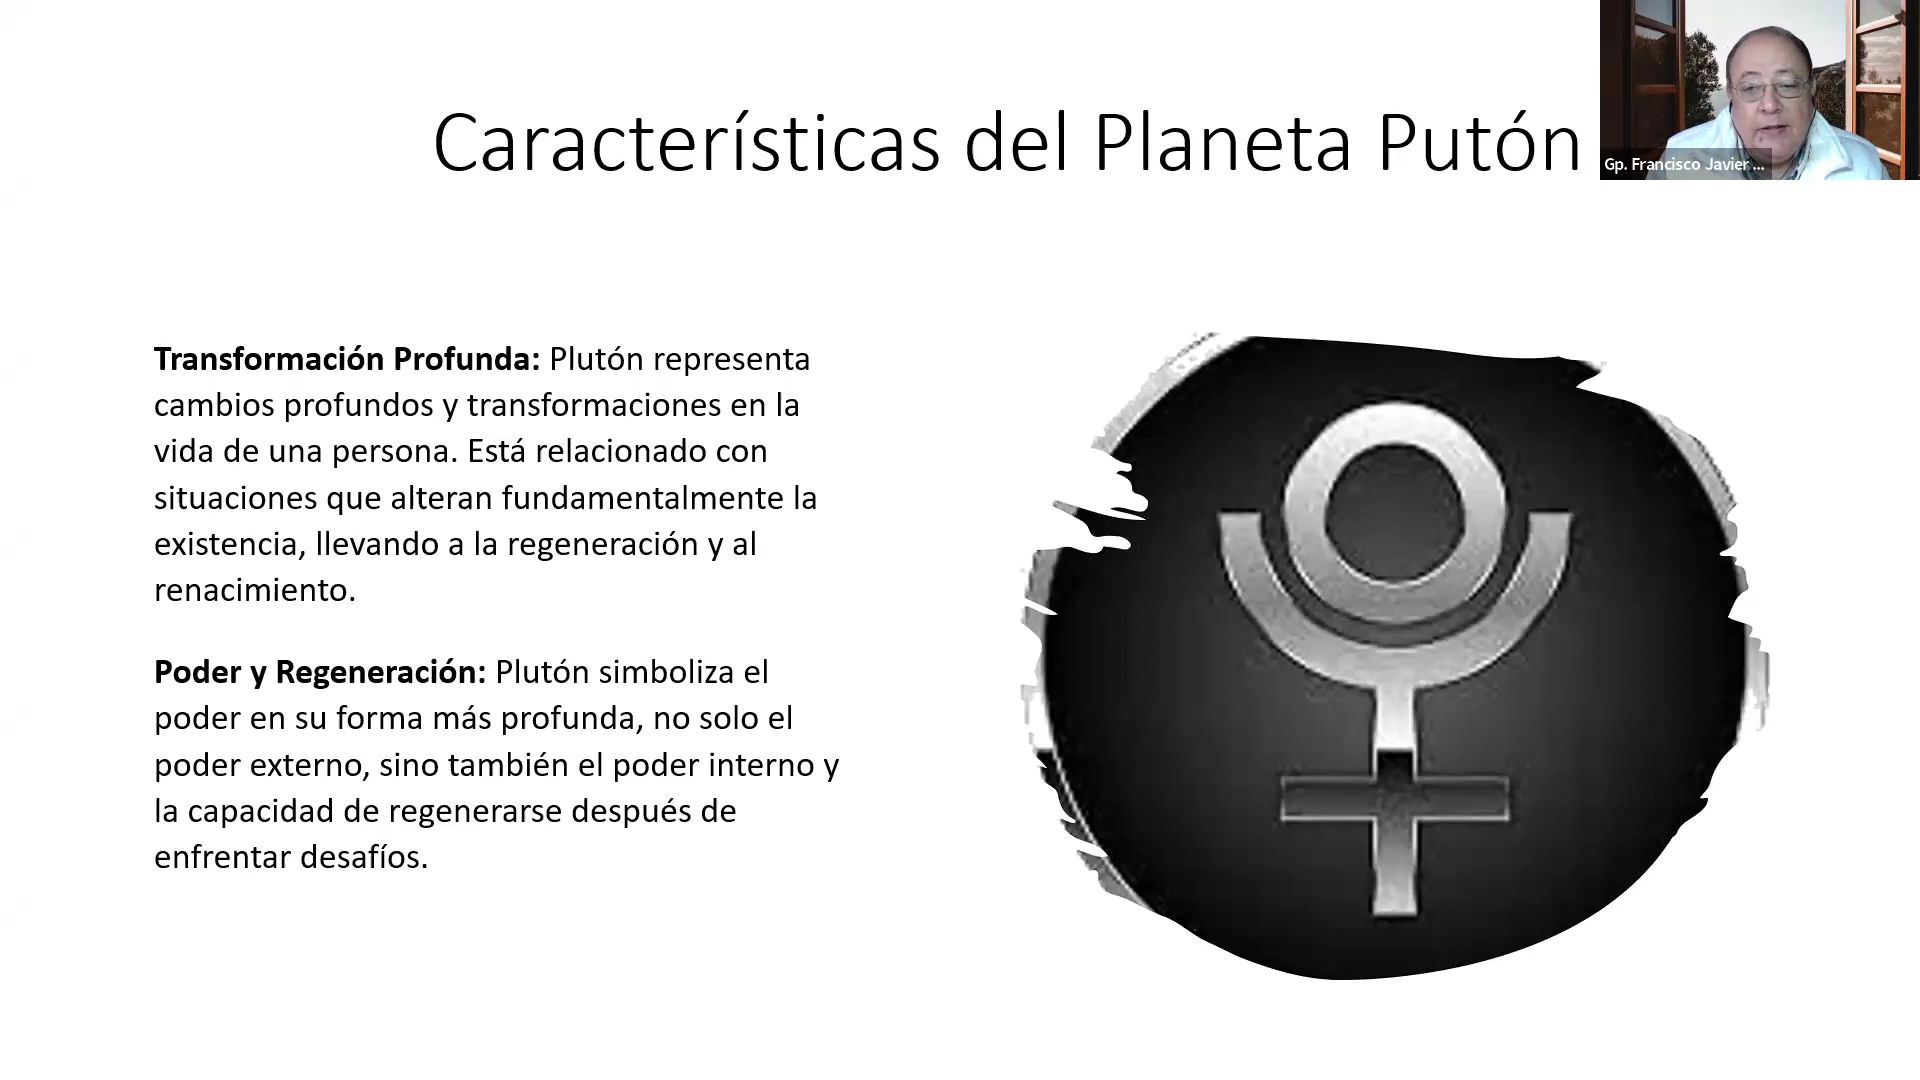 Características del Planeta Putón
Gp. Francisco Javier ...
Transformación Profunda: Plutón representa
cambios profundos y transformaciones en la
vida de una persona. Está relacionado con
situaciones que alteran fundamentalmente la
existencia, llevando a la regeneración y al
renacimiento.
Poder y Regeneración: Plutón simboliza el
poder en su forma más profunda, no solo el
poder externo, sino también el poder interno y
la capacidad de regenerarse después de
enfrentar desafíos.